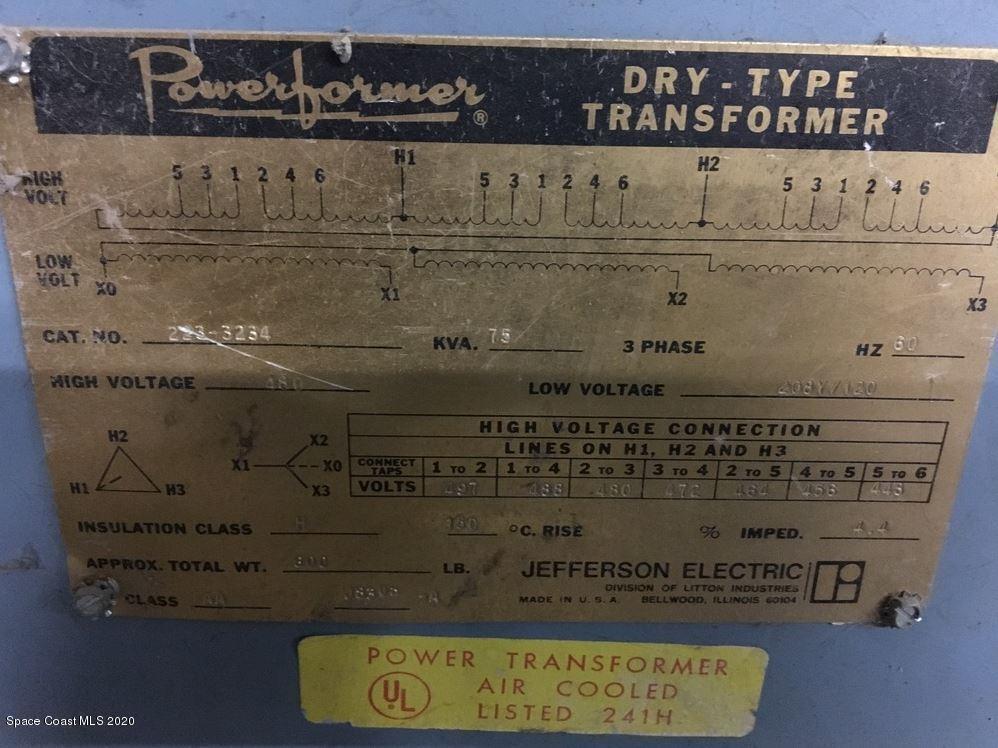 Powerformer ®
DRY - TYPE
TRANSFORMER
HIGH
VOLT
5 3 1 2 4 6 H1 5 3 1 2 4 6 H2 5 3 1 2 4 6
LOW
VOLT
X0 X1 X2 X3
CAT. NO. 223-3234 KVA. 75 3 PHASE HZ 60
HIGH VOLTAGE 480 LOW VOLTAGE 208Y/120
H2
H1 H3
X2
X1 X0
X3
HIGH VOLTAGE CONNECTION
LINES ON H1, H2 AND H3
CONNECT TAPS 1 TO 2 1 TO 4 2 TO 3 3 TO 4 2 TO 5 4 TO 5 5 TO 6
VOLTS 497 488 480 472 464 456 448
INSULATION CLASS H °C. RISE % IMPED. 4.4
APPROX. TOTAL WT. LB.
CLASS AA
JEFFERSON ELECTRIC
DIVISION OF LITTON INDUSTRIES
MADE IN U.S.A. BELLWOOD, ILLINOIS 60104
POWER TRANSFORMER
UL AIR COOLED
LISTED 241H
Space Coast MLS 2020